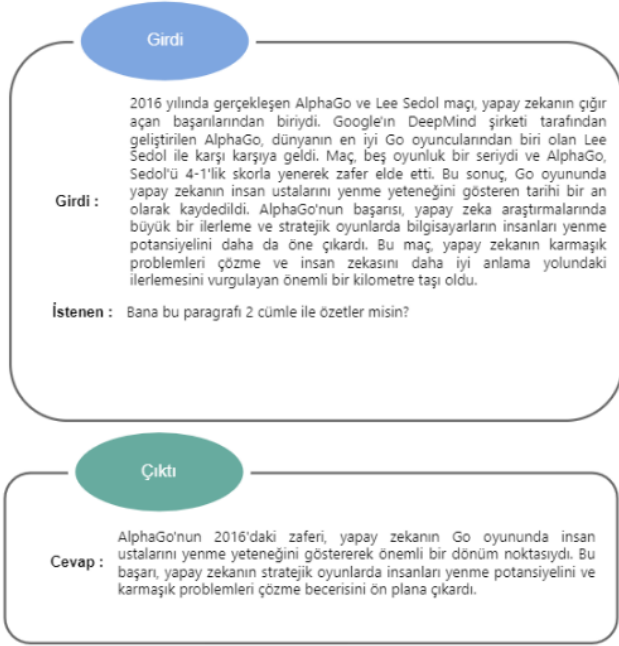 Girdi
2016 yılında gerçekleşen AlphaGo ve Lee Sedol maçı, yapay zekanın çığır
açan başarılarından biriydi. Google'ın DeepMind şirketi tarafından
geliştirilen AlphaGo, dünyanın en iyi Go oyuncularından biri olan Lee
Sedol ile karşı karşıya geldi. Maç, beş oyunluk bir seriydi ve AlphaGo,
Sedol'ü 4-1'lik skorla yenerek zafer elde etti. Bu sonuç, Go oyununda
yapay zekanın insan ustalarını yenme yeteneğini gösteren tarihi bir an
Girdi :
olarak kaydedildi. AlphaGo'nun başarısı, yapay zeka araştırmalarında
büyük bir ilerleme ve stratejik oyunlarda bilgisayarların insanları yenme
potansiyelini daha da öne çıkardı. Bu maç, yapay zekanın karmaşık
problemleri çözme ve insan zekasını daha iyi anlama yolundaki
ilerlemesini vurgulayan önemli bir kilometre taşı oldu.
İstenen : Bana bu paragrafı 2 cümle ile özetler misin?
Çıktı
AlphaGo'nun 2016'daki zaferi, yapay zekanın Go oyununda insan
Cevap : ustalarını yenme yeteneğini göstererek önemli bir dönüm noktasıydı. Bu
başarı, yapay zekanın stratejik oyunlarda insanları yenme potansiyelini ve
karmaşık problemleri çözme becerisini ön plana çıkardı.